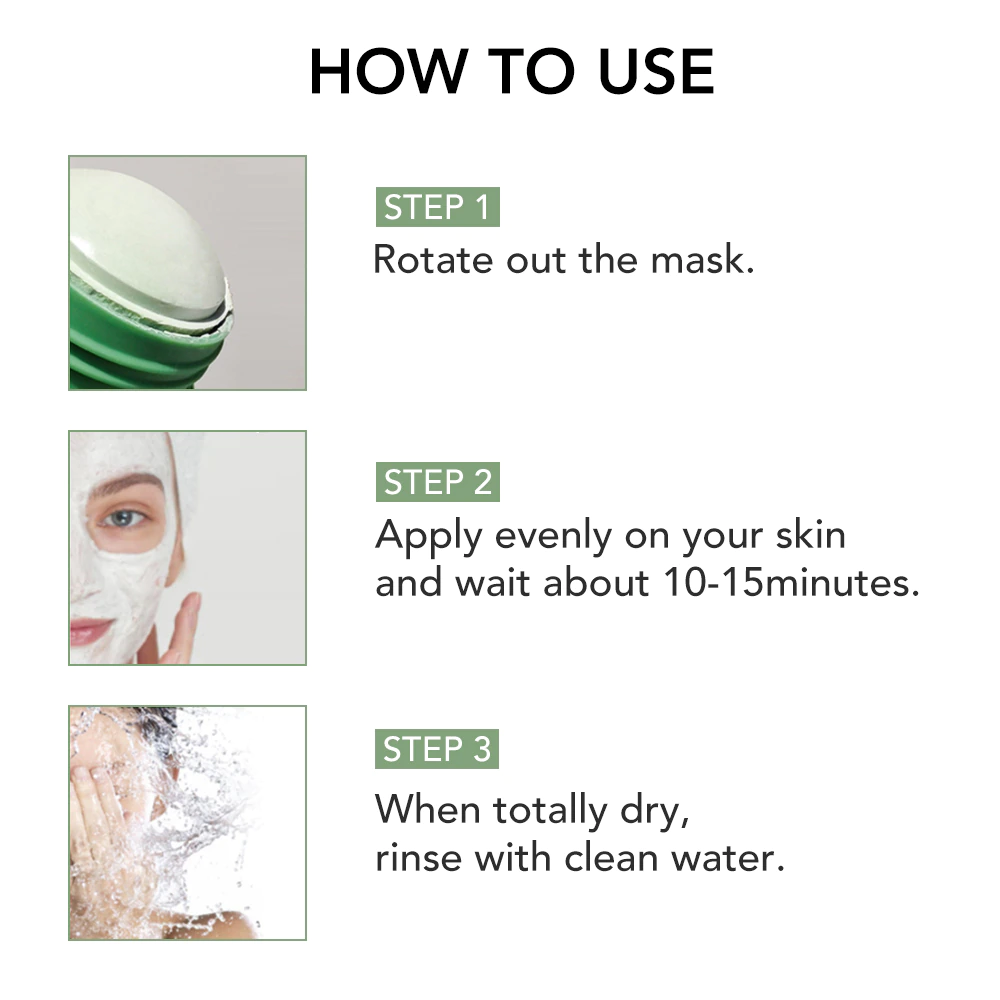 HOW TO USE
STEP 1
Rotate out the mask.
STEP 2
Apply evenly on your skin
and wait about 10-15minutes.
STEP 3
When totally dry,
rinse with clean water.